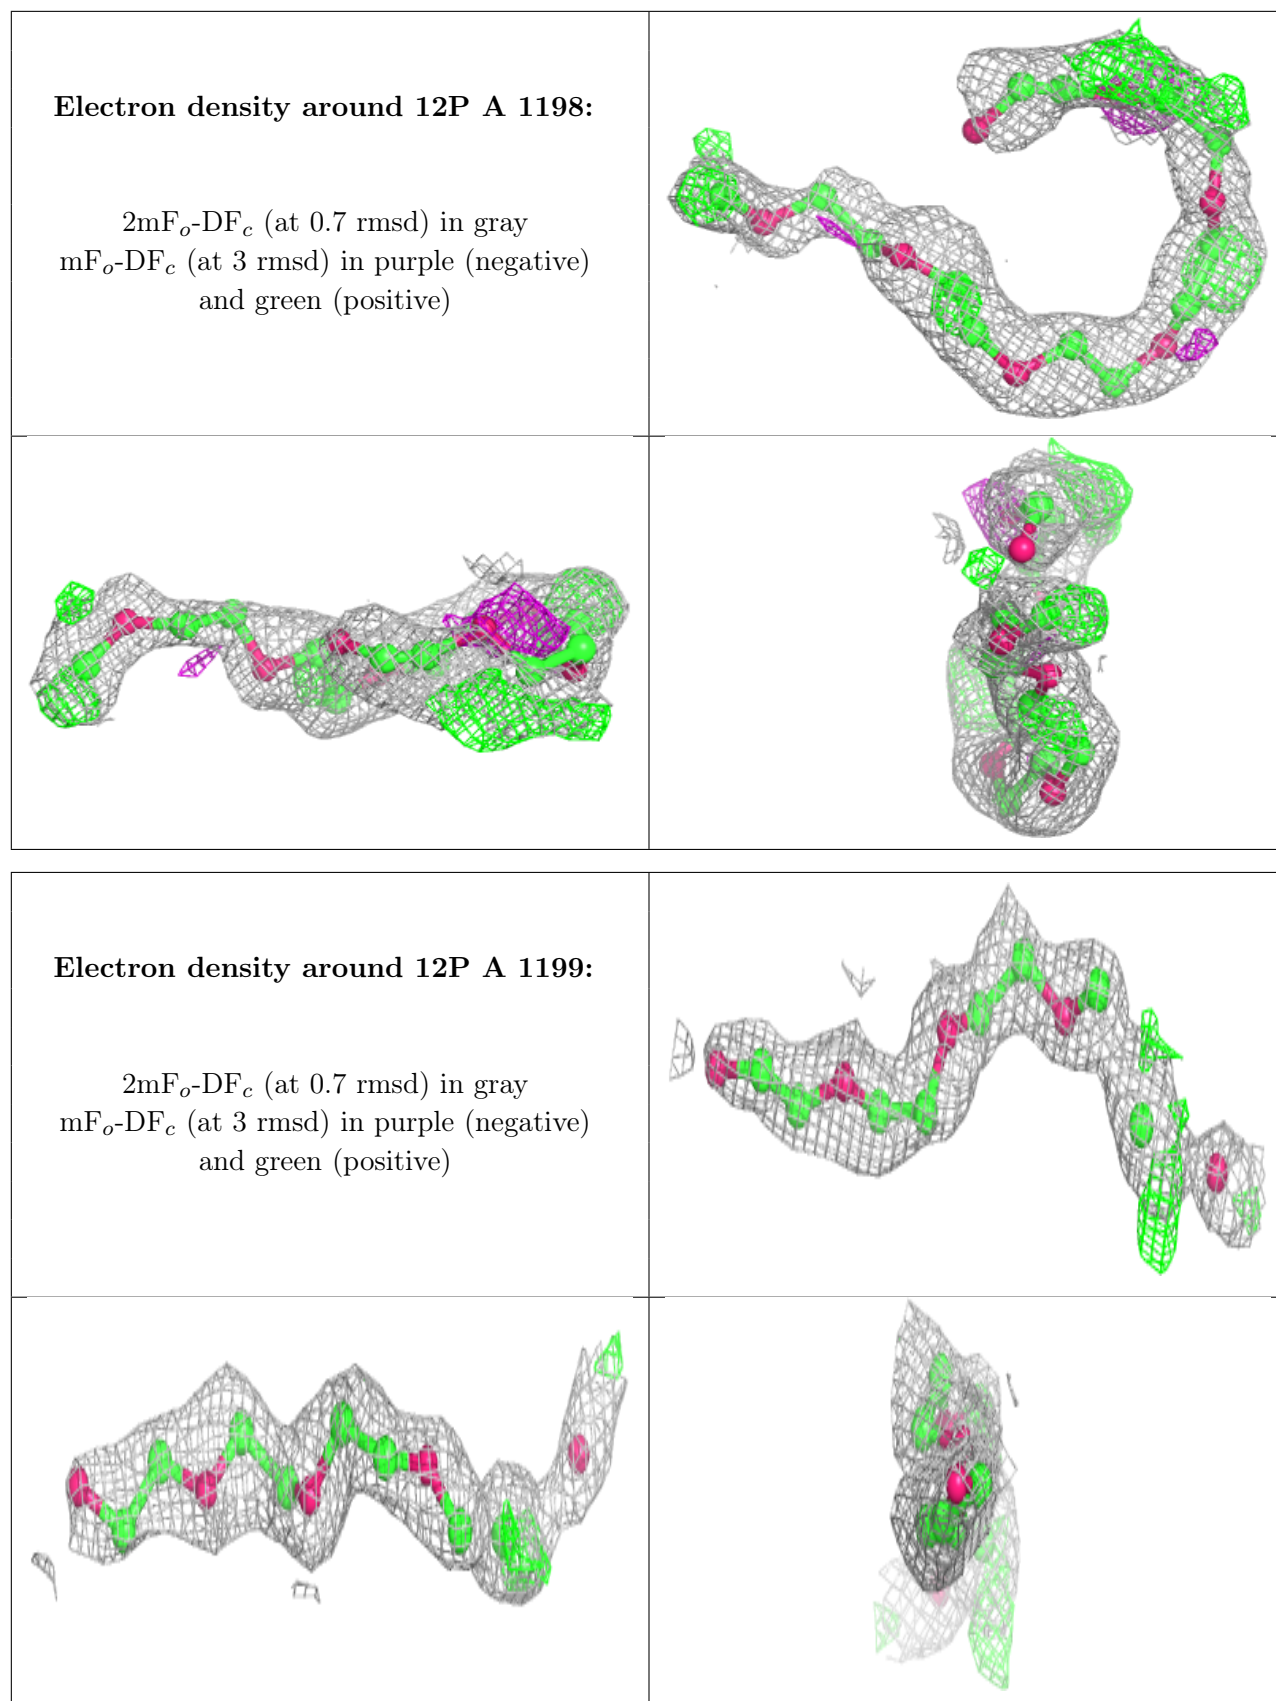 Electron density around 12P A 1198:
2mFo-DFc (at 0.7 rmsd) in gray
mFo-DFc (at 3 rmsd) in purple (negative)
and green (positive)
Electron density around 12P A 1199:
2mFo-DFc (at 0.7 rmsd) in gray
mFo-DFc (at 3 rmsd) in purple (negative)
and green (positive)